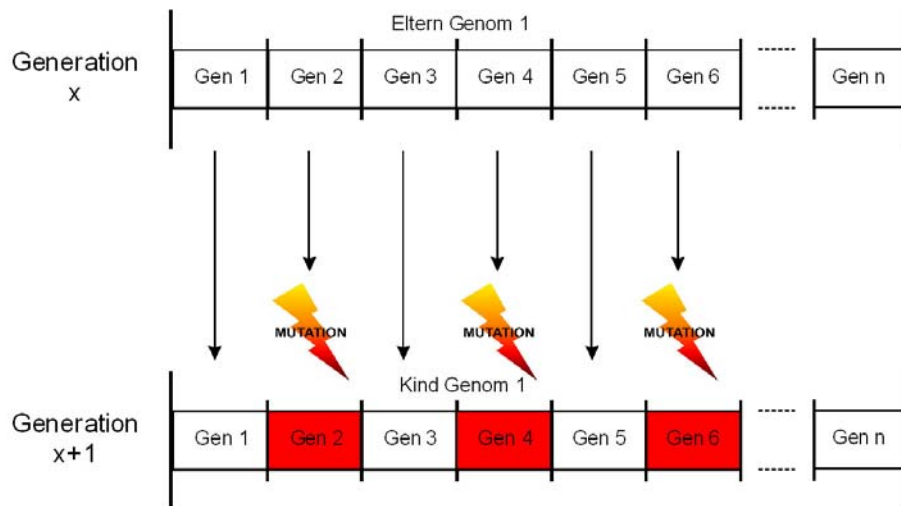 Eltern Genom 1
Generation
x
Gen 1 Gen 2 Gen 3 Gen 4 Gen 5 Gen 6 Gen n
MUTATION MUTATION MUTATION
Kind Genom 1
Generation
x+1
Gen 1 Gen 2 Gen 3 Gen 4 Gen 5 Gen 6 Gen n